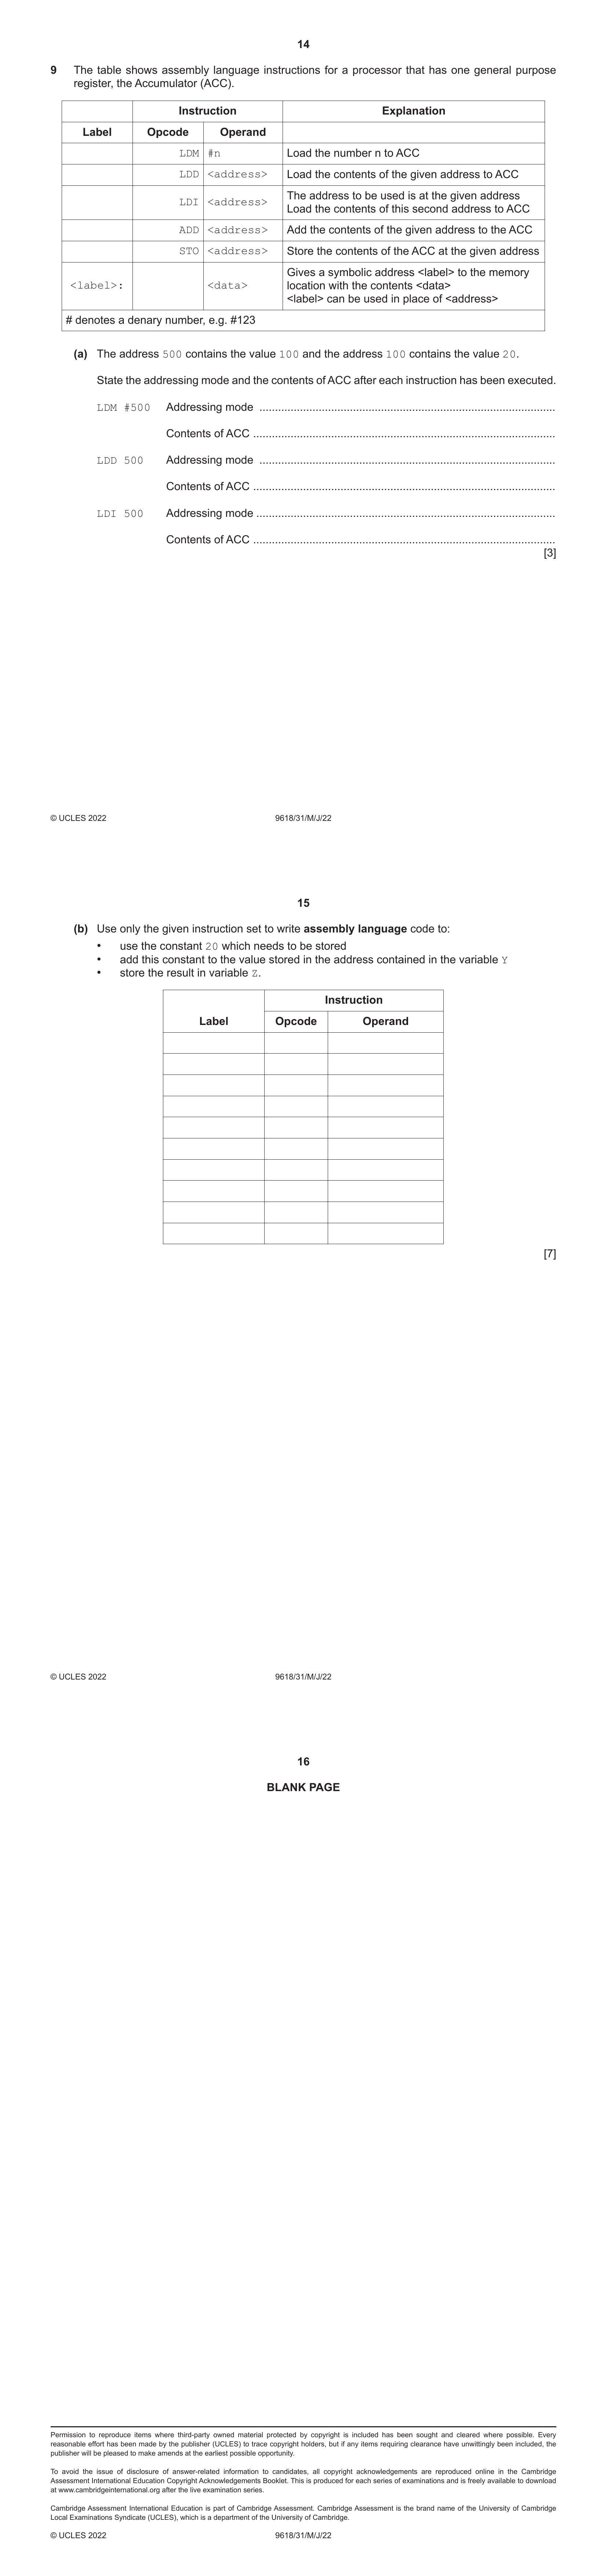 14
9 The table shows assembly language instructions for a processor that has one general purpose
register, the Accumulator (ACC).
Instruction Explanation
Label Opcode Operand
LDM #n Load the number n to ACC
LDD <address> Load the contents of the given address to ACC
LDI <address> The address to be used is at the given address
Load the contents of this second address to ACC
ADD <address> Add the contents of the given address to the ACC
STO <address> Store the contents of the ACC at the given address
<label>: <data> Gives a symbolic address <label> to the memory
location with the contents <data>
<label> can be used in place of <address>
# denotes a denary number, e.g. #123
(a) The address 500 contains the value 100 and the address 100 contains the value 20.
State the addressing mode and the contents of ACC after each instruction has been executed.
LDM #500 Addressing mode ...............................................................................................
Contents of ACC .................................................................................................
LDD 500 Addressing mode ...............................................................................................
Contents of ACC .................................................................................................
LDI 500 Addressing mode ................................................................................................
Contents of ACC .................................................................................................
[3]
© UCLES 2022 9618/31/M/J/22
15
(b) Use only the given instruction set to write assembly language code to:
• use the constant 20 which needs to be stored
• add this constant to the value stored in the address contained in the variable Y
• store the result in variable Z.
Instruction
Label Opcode Operand
[7]
© UCLES 2022 9618/31/M/J/22
16
BLANK PAGE
Permission to reproduce items where third-party owned material protected by copyright is included has been sought and cleared where possible. Every
reasonable effort has been made by the publisher (UCLES) to trace copyright holders, but if any items requiring clearance have unwittingly been included, the
publisher will be pleased to make amends at the earliest possible opportunity.
To avoid the issue of disclosure of answer-related information to candidates, all copyright acknowledgements are reproduced online in the Cambridge
Assessment International Education Copyright Acknowledgements Booklet. This is produced for each series of examinations and is freely available to download
at www.cambridgeinternational.org after the live examination series.
Cambridge Assessment International Education is part of Cambridge Assessment. Cambridge Assessment is the brand name of the University of Cambridge
Local Examinations Syndicate (UCLES), which is a department of the University of Cambridge.
© UCLES 2022 9618/31/M/J/22